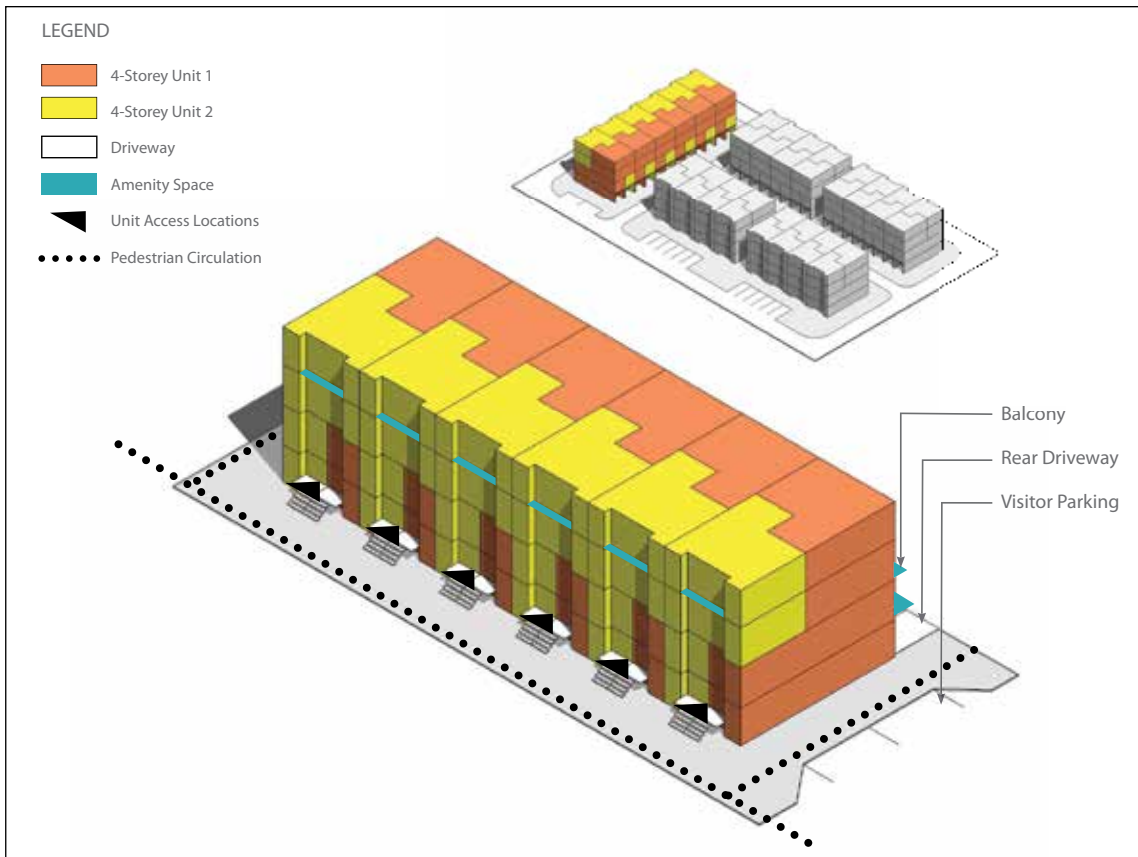 LEGEND
4-Storey Unit 1
4-Storey Unit 2
Driveway
Amenity Space
Unit Access Locations
Pedestrian Circulation
Balcony
Rear Driveway
Visitor Parking